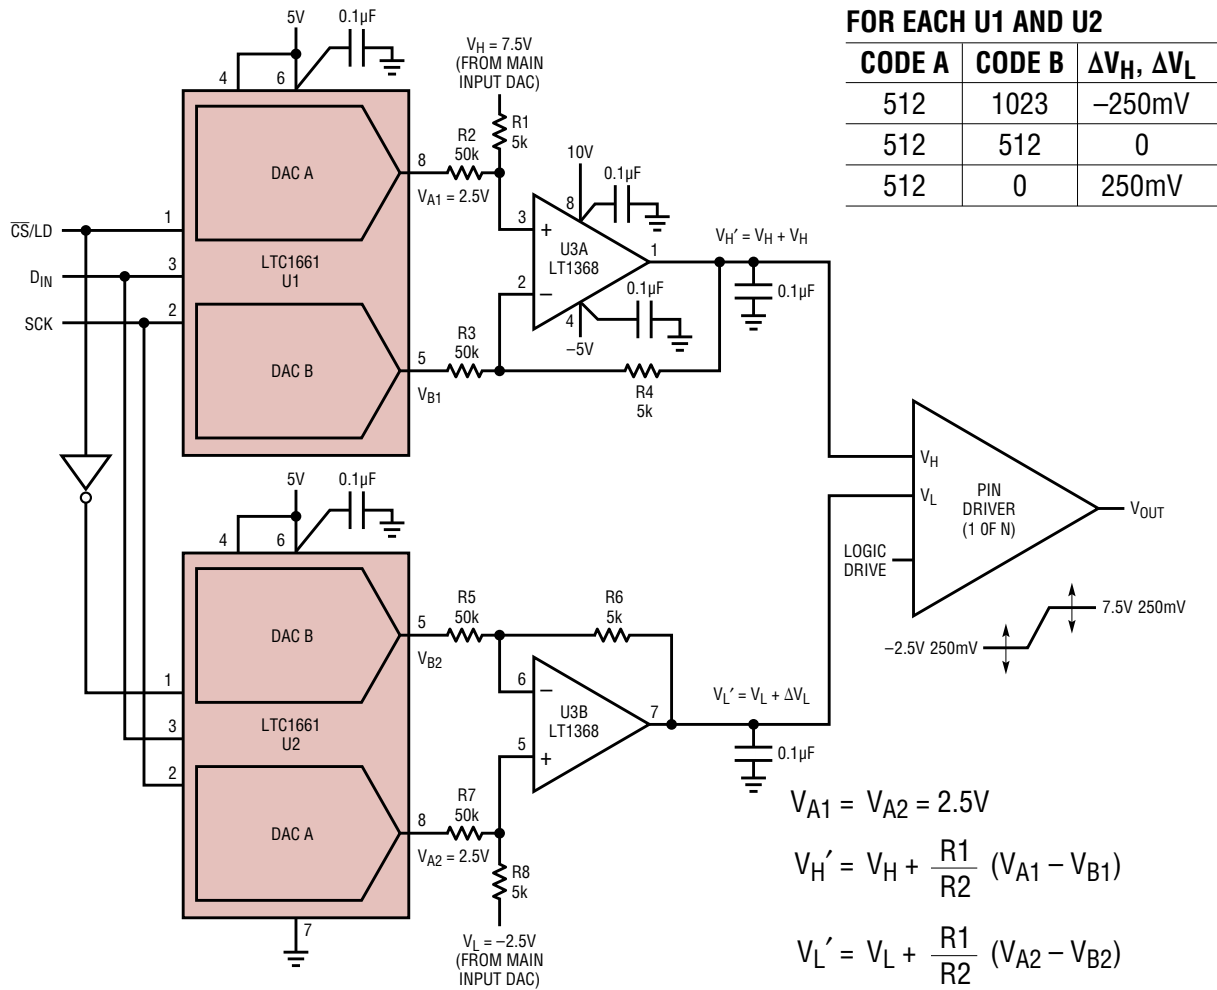 5V
0.1µF
4
6
DAC A
8
V_A1 = 2.5V
R2
50k
V_H = 7.5V
(FROM MAIN
INPUT DAC)
R1
5k
10V
0.1µF
8
3
+
U3A
LT1368
1
2
–
4
–5V
0.1µF
V_H′ = V_H + V_H
0.1µF
C̅S̅/LD
1
D_IN
3
SCK
2
LTC1661
U1
DAC B
5
V_B1
R3
50k
R4
5k
FOR EACH U1 AND U2
CODE A CODE B ΔV_H, ΔV_L
512 1023 –250mV
512 512 0
512 0 250mV
5V
0.1µF
4
6
DAC B
5
V_B2
R5
50k
R6
5k
6
–
U3B
LT1368
7
5
+
V_L′ = V_L + ΔV_L
0.1µF
1
3
2
LTC1661
U2
DAC A
8
V_A2 = 2.5V
R7
50k
R8
5k
7
V_L = –2.5V
(FROM MAIN
INPUT DAC)
V_H
V_L
PIN
DRIVER
(1 OF N)
LOGIC
DRIVE
V_OUT
7.5V 250mV
–2.5V 250mV
V_A1 = V_A2 = 2.5V
V_H′ = V_H + R1/R2 (V_A1 – V_B1)
V_L′ = V_L + R1/R2 (V_A2 – V_B2)